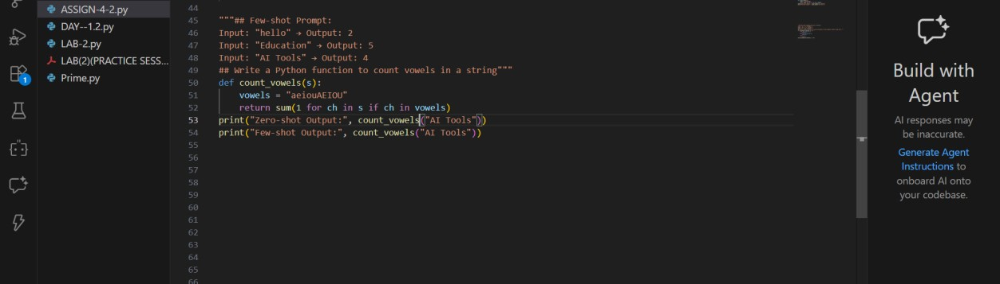 ASSIGN-4-2.py
DAY--1.2.py
LAB-2.py
LAB(2)(PRACTICE SESS...
Prime.py
1
44
45 """## Few-shot Prompt:
46 Input: "hello" → Output: 2
47 Input: "Education" → Output: 5
48 Input: "AI Tools" → Output: 4
49 ## Write a Python function to count vowels in a string"""
50 def count_vowels(s):
51 vowels = "aeiouAEIOU"
52 return sum(1 for ch in s if ch in vowels)
53 print("Zero-shot Output:", count_vowels("AI Tools"))
54 print("Few-shot Output:", count_vowels("AI Tools"))
55
56
57
58
59
60
61
62
63
64
65
66
Build with
Agent
AI responses may
be inaccurate.
Generate Agent
Instructions to
onboard AI onto
your codebase.